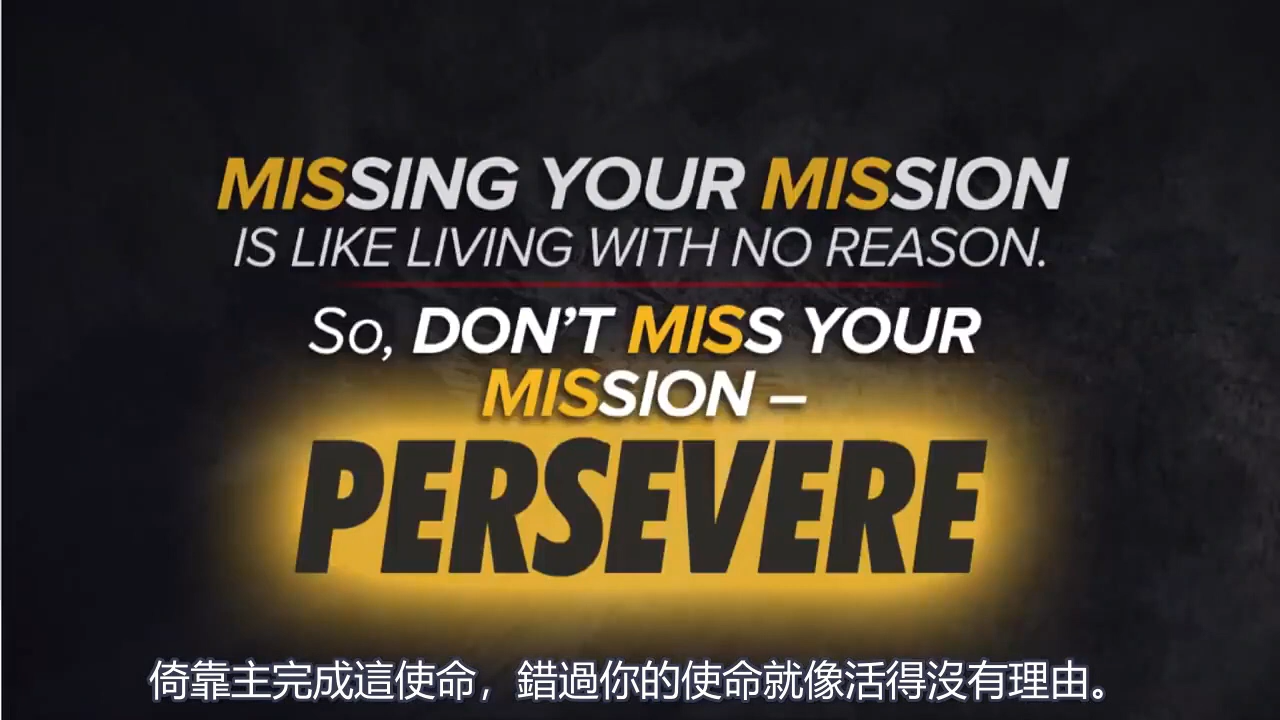 MISSING YOUR MISSION
IS LIKE LIVING WITH NO REASON.
So, DON'T MISS YOUR
MISSION –
PERSEVERE
倚靠主完成這使命，錯過你的使命就像活得沒有理由。